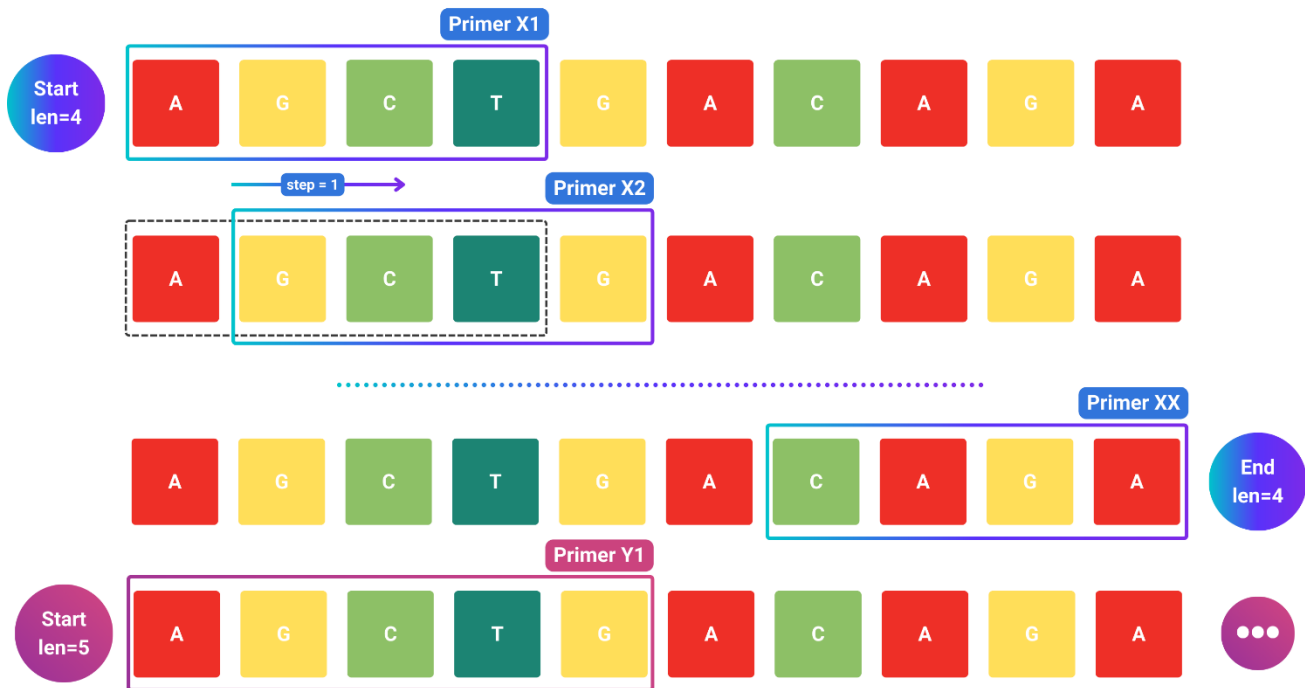 Primer X1
Start
len=4
A G C T G A C A G A
step = 1
Primer X2
A G C T G A C A G A
Primer XX
A G C T G A C A G A
End
len=4
Primer Y1
Start
len=5
A G C T G A C A G A